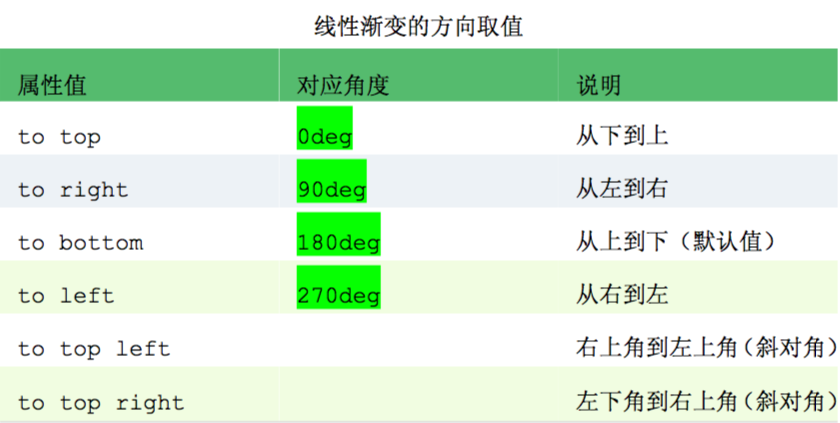 线性渐变的方向取值
属性值 对应角度 说明
to top 0deg 从下到上
to right 90deg 从左到右
to bottom 180deg 从上到下（默认值）
to left 270deg 从右到左
to top left 右上角到左上角（斜对角）
to top right 左下角到右上角（斜对角）